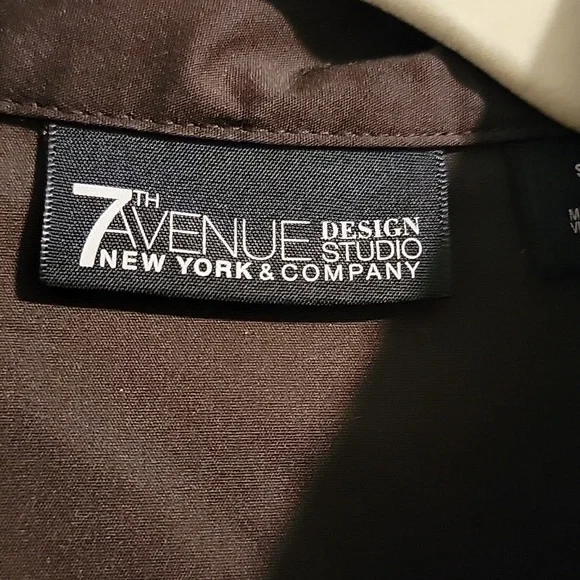 7TH
AVENUE DESIGN
STUDIO
NEW YORK & COMPANY
S